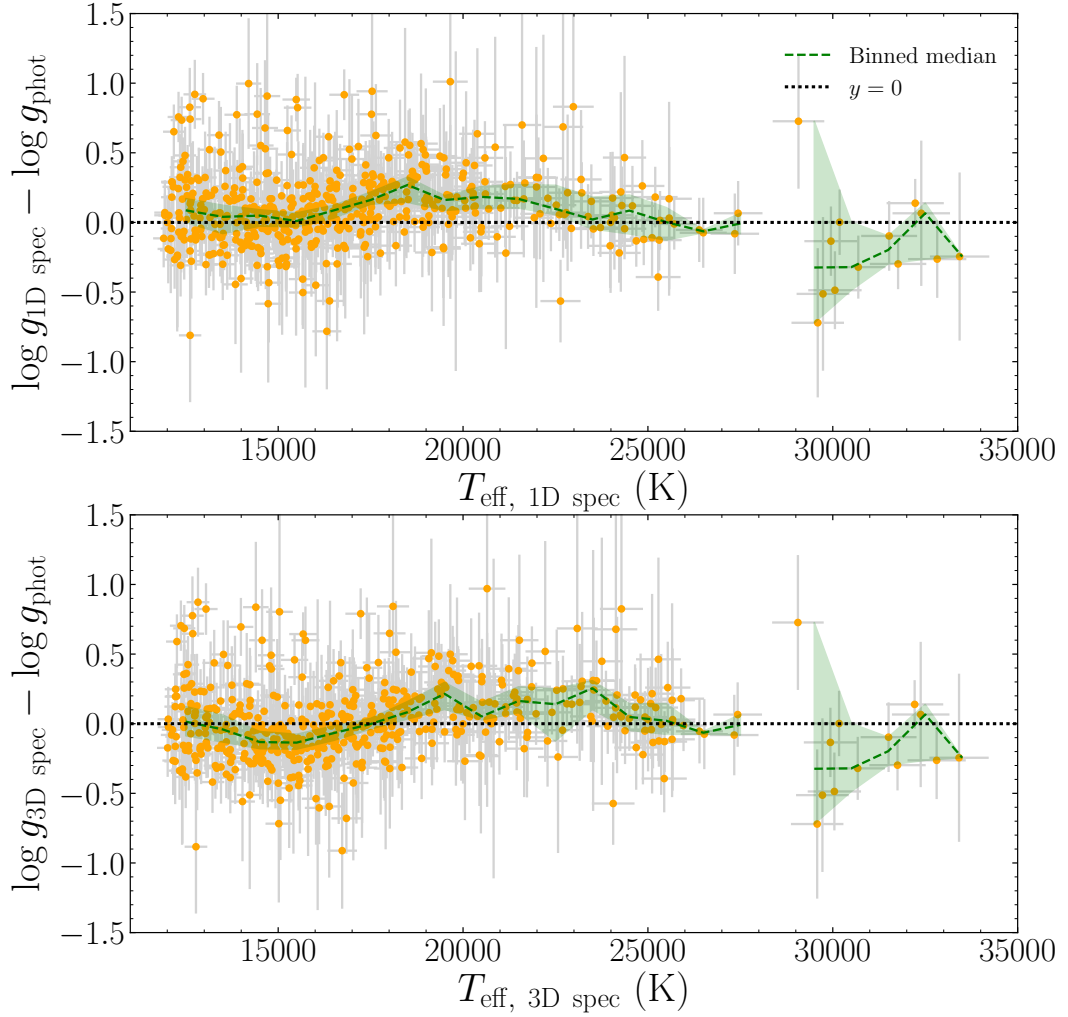 1.5
1.0
0.5
0.0
−0.5
−1.0
−1.5
log g1D spec − log gphot
Binned median
y = 0
15000 20000 25000 30000 35000
Teff, 1D spec (K)
1.5
1.0
0.5
0.0
−0.5
−1.0
−1.5
log g3D spec − log gphot
15000 20000 25000 30000 35000
Teff, 3D spec (K)